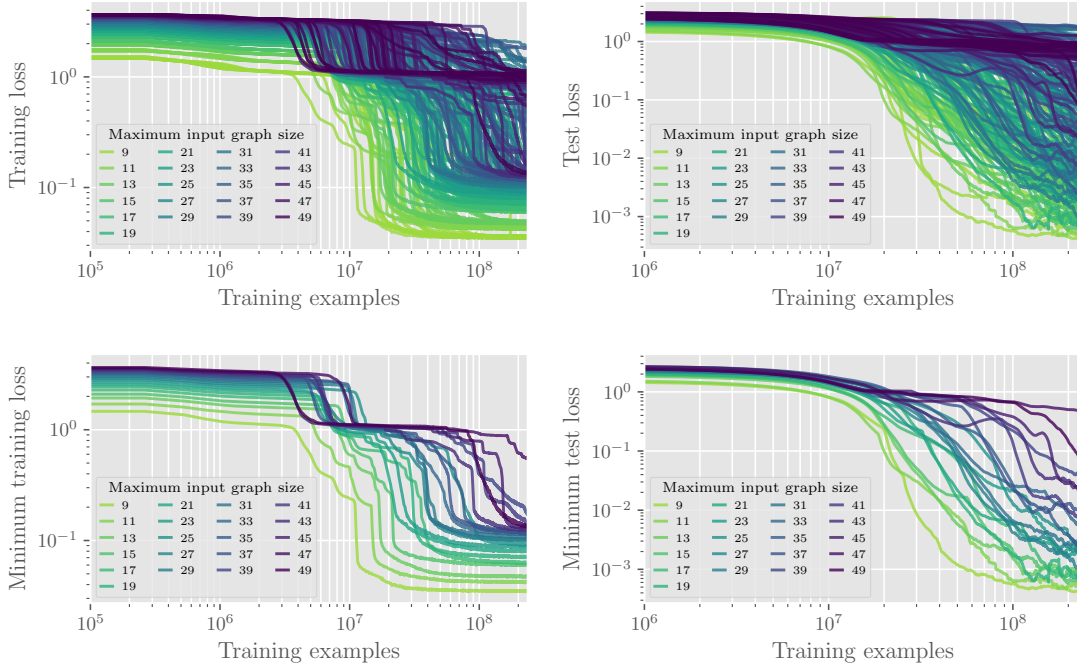 Training loss
10^0
10^-1
Maximum input graph size
9 21 31 41
11 23 33 43
13 25 35 45
15 27 37 47
17 29 39 49
19
10^5 10^6 10^7 10^8
Training examples
Test loss
10^0
10^-1
10^-2
10^-3
Maximum input graph size
9 21 31 41
11 23 33 43
13 25 35 45
15 27 37 47
17 29 39 49
19
10^6 10^7 10^8
Training examples
Minimum training loss
10^0
10^-1
Maximum input graph size
9 21 31 41
11 23 33 43
13 25 35 45
15 27 37 47
17 29 39 49
19
10^5 10^6 10^7 10^8
Training examples
Minimum test loss
10^0
10^-1
10^-2
10^-3
Maximum input graph size
9 21 31 41
11 23 33 43
13 25 35 45
15 27 37 47
17 29 39 49
19
10^6 10^7 10^8
Training examples